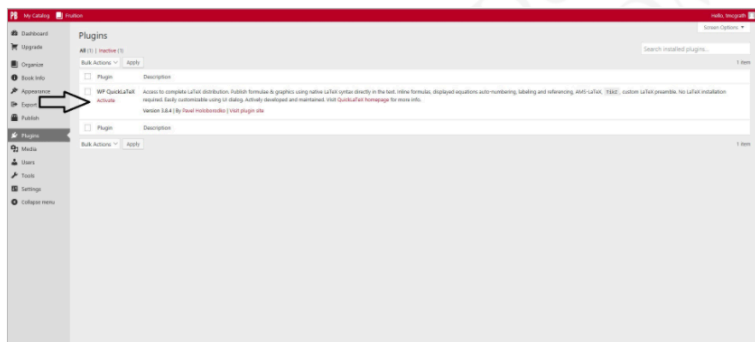 PB My Catalog Fruition Hello, tmcgrath
Screen Options ▼
Dashboard
Upgrade
Organize
Book Info
Appearance
Export
Publish
Plugins
Media
Users
Tools
Settings
Collapse menu
Plugins
All (1) | Inactive (1)
Search installed plugins...
Bulk Actions Apply 1 item
Plugin Description
WP QuickLaTeX
Activate
Access to complete LaTeX distribution. Publish formulas & graphics using native LaTeX syntax directly in the text. Inline formulas, displayed equations auto-numbering, labeling and referencing, AMS-LaTeX, TikZ, custom LaTeX preamble. No LaTeX installation
required. Easily customizable using UI dialog. Actively developed and maintained. Visit QuickLaTeX homepage for more info.
Version 3.8.4 | By Pavel Holoborodko | Visit plugin site
Plugin Description
Bulk Actions Apply 1 item